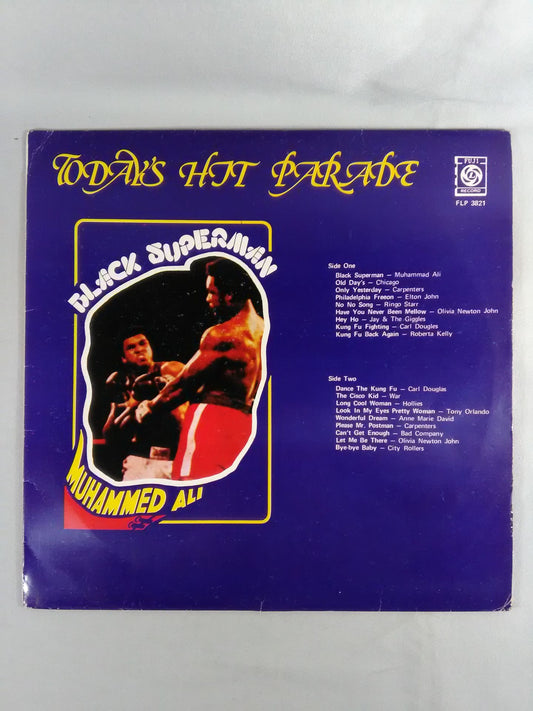 TODAY'S HIT PARADE
FUJI
RECORD
FLP 3821
BLACK SUPERMAN
MUHAMMED ALI
Side One
Black Superman — Muhammad Ali
Old Day's — Chicago
Only Yesterday — Carpenters
Philadelphia Freeon — Elton John
No No Song — Ringo Starr
Have You Never Been Mellow — Olivia Newton John
Hey Ho — Jay & The Giggles
Kung Fu Fighting — Carl Dougles
Kung Fu Back Again — Roberta Kelly
Side Two
Dance The Kung Fu — Carl Douglas
The Cisco Kid — War
Long Cool Woman — Hollies
Look In My Eyes Pretty Woman — Tony Orlando
Wonderful Dream — Anne Marie David
Please Mr. Postman — Carpenters
Can't Get Enough — Bad Company
Let Me Be There — Olivia Newton John
Bye-bye Baby — City Rollers